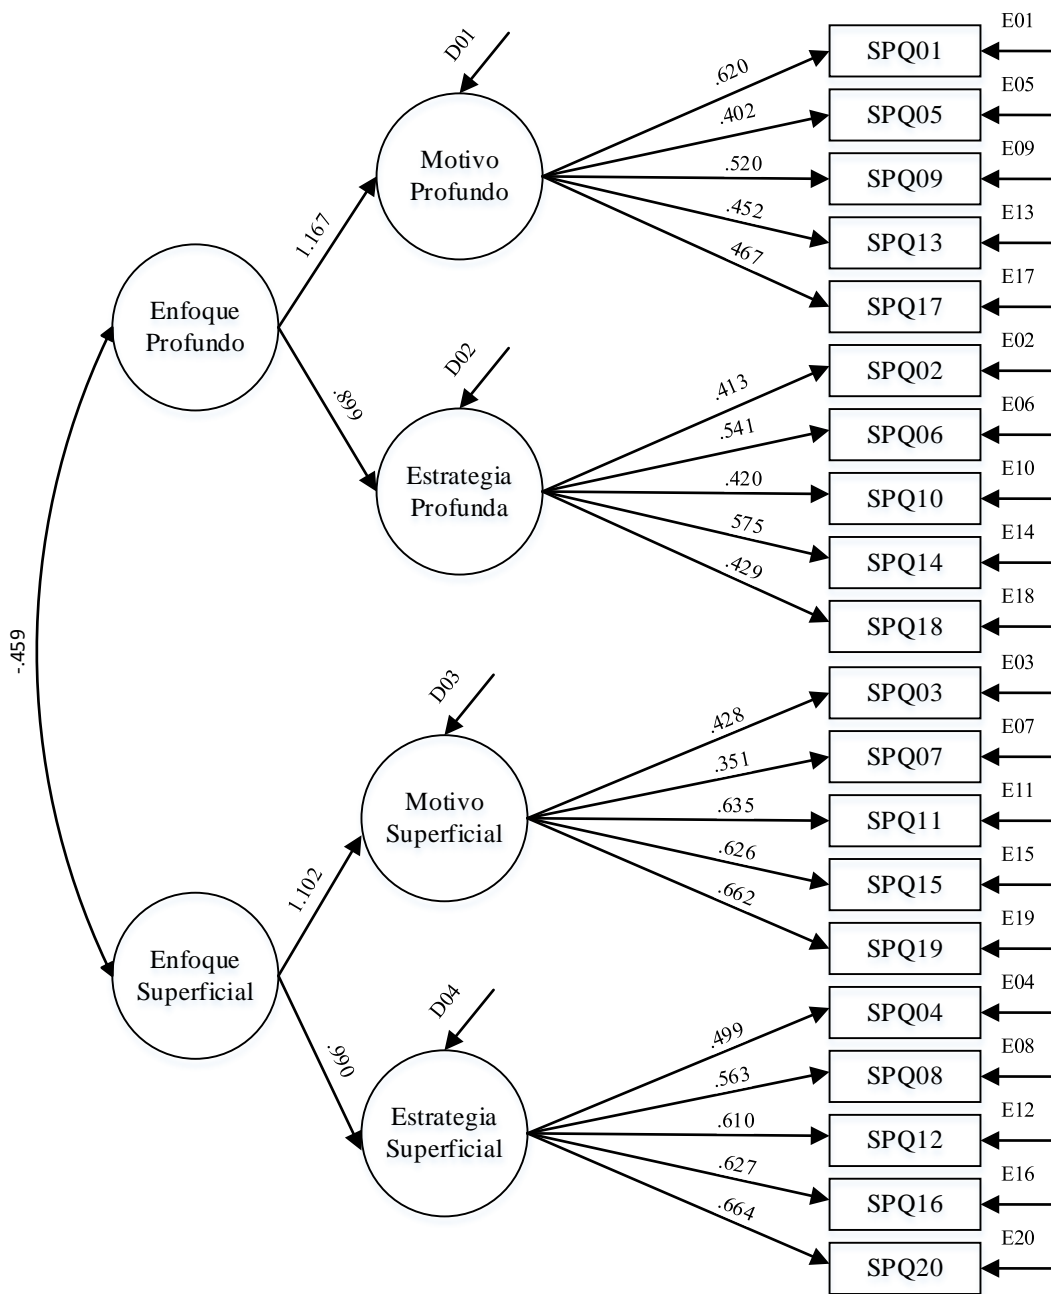 E01
D01
SPQ01
.620
E05
.402
SPQ05
E09
Motivo
Profundo
.520
SPQ09
E13
.452
SPQ13
1.167
467
E17
SPQ17
Enfoque
Profundo
E02
D02
SPQ02
.413
E06
.899
.541
SPQ06
E10
Estrategia
Profunda
.420
SPQ10
E14
575
SPQ14
.429
E18
SPQ18
-.459
E03
D03
SPQ03
.428
E07
.351
SPQ07
E11
Motivo
Superficial
.635
SPQ11
E15
.626
SPQ15
1.102
.662
E19
SPQ19
Enfoque
Superficial
E04
D04
SPQ04
.499
E08
.990
.563
SPQ08
E12
Estrategia
Superficial
.610
SPQ12
E16
.627
SPQ16
.664
E20
SPQ20